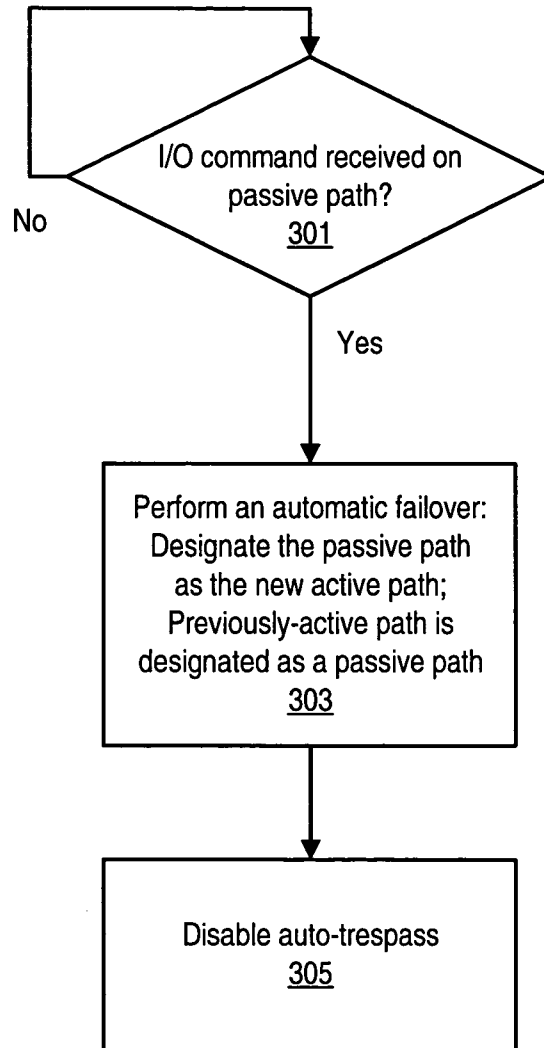 I/O command received on
passive path?
301
No
Yes
Perform an automatic failover:
Designate the passive path
as the new active path;
Previously-active path is
designated as a passive path
303
Disable auto-trespass
305